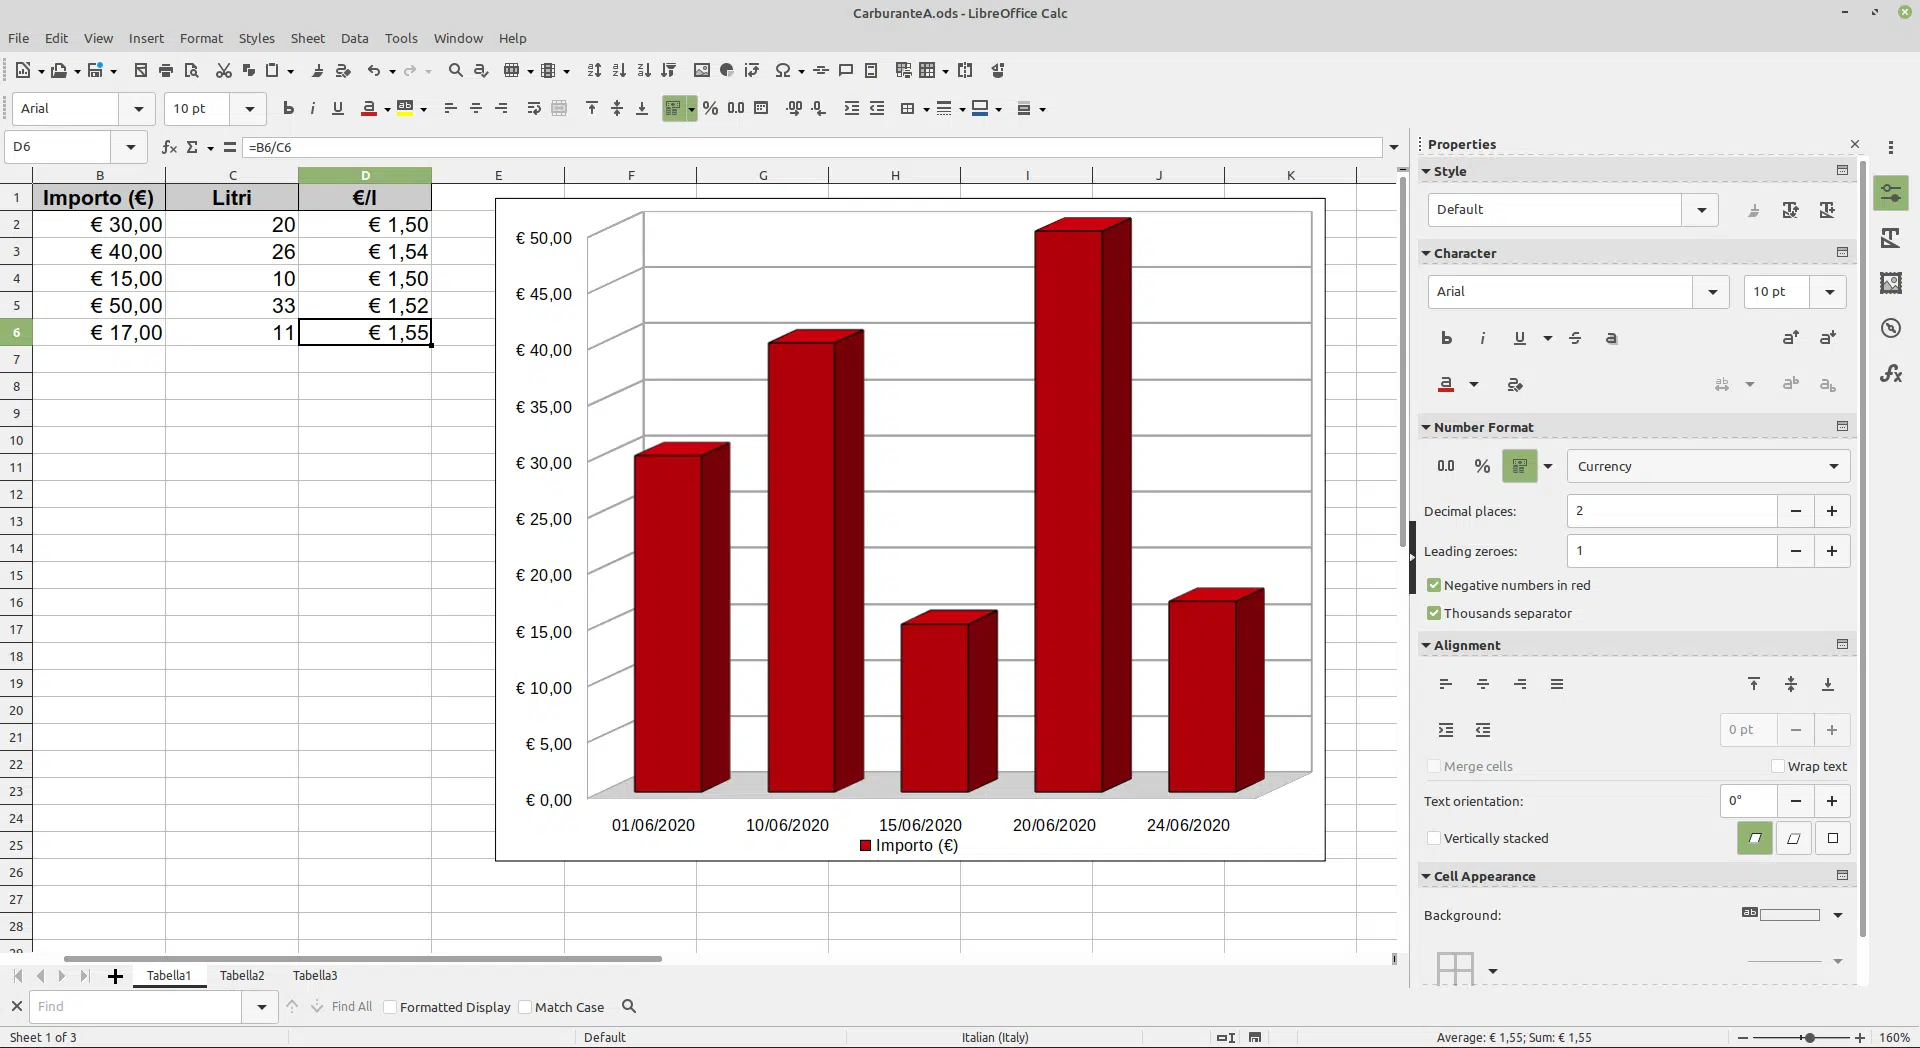 CarburanteA.ods - LibreOffice Calc
File Edit View Insert Format Styles Sheet Data Tools Window Help
Arial 10 pt
D6 =B6/C6
B C D E F G H I J K
1 Importo (€) Litri €/l
2 € 30,00 20 € 1,50
3 € 40,00 26 € 1,54
4 € 15,00 10 € 1,50
5 € 50,00 33 € 1,52
6 € 17,00 11 € 1,55
7
8
9
10
11
12
13
14
15
16
17
18
19
20
21
22
23
24
25
26
27
28
29
€ 50,00
€ 45,00
€ 40,00
€ 35,00
€ 30,00
€ 25,00
€ 20,00
€ 15,00
€ 10,00
€ 5,00
€ 0,00
01/06/2020 10/06/2020 15/06/2020 20/06/2020 24/06/2020
Importo (€)
Properties
Style
Default
Character
Arial 10 pt
Number Format
0.0 % Currency
Decimal places: 2
Leading zeroes: 1
Negative numbers in red
Thousands separator
Alignment
0 pt
Merge cells Wrap text
Text orientation: 0°
Vertically stacked
Cell Appearance
Background:
Tabella1 Tabella2 Tabella3
Find Find All Formatted Display Match Case
Sheet 1 of 3 Default Italian (Italy) Average: € 1,55; Sum: € 1,55 160%